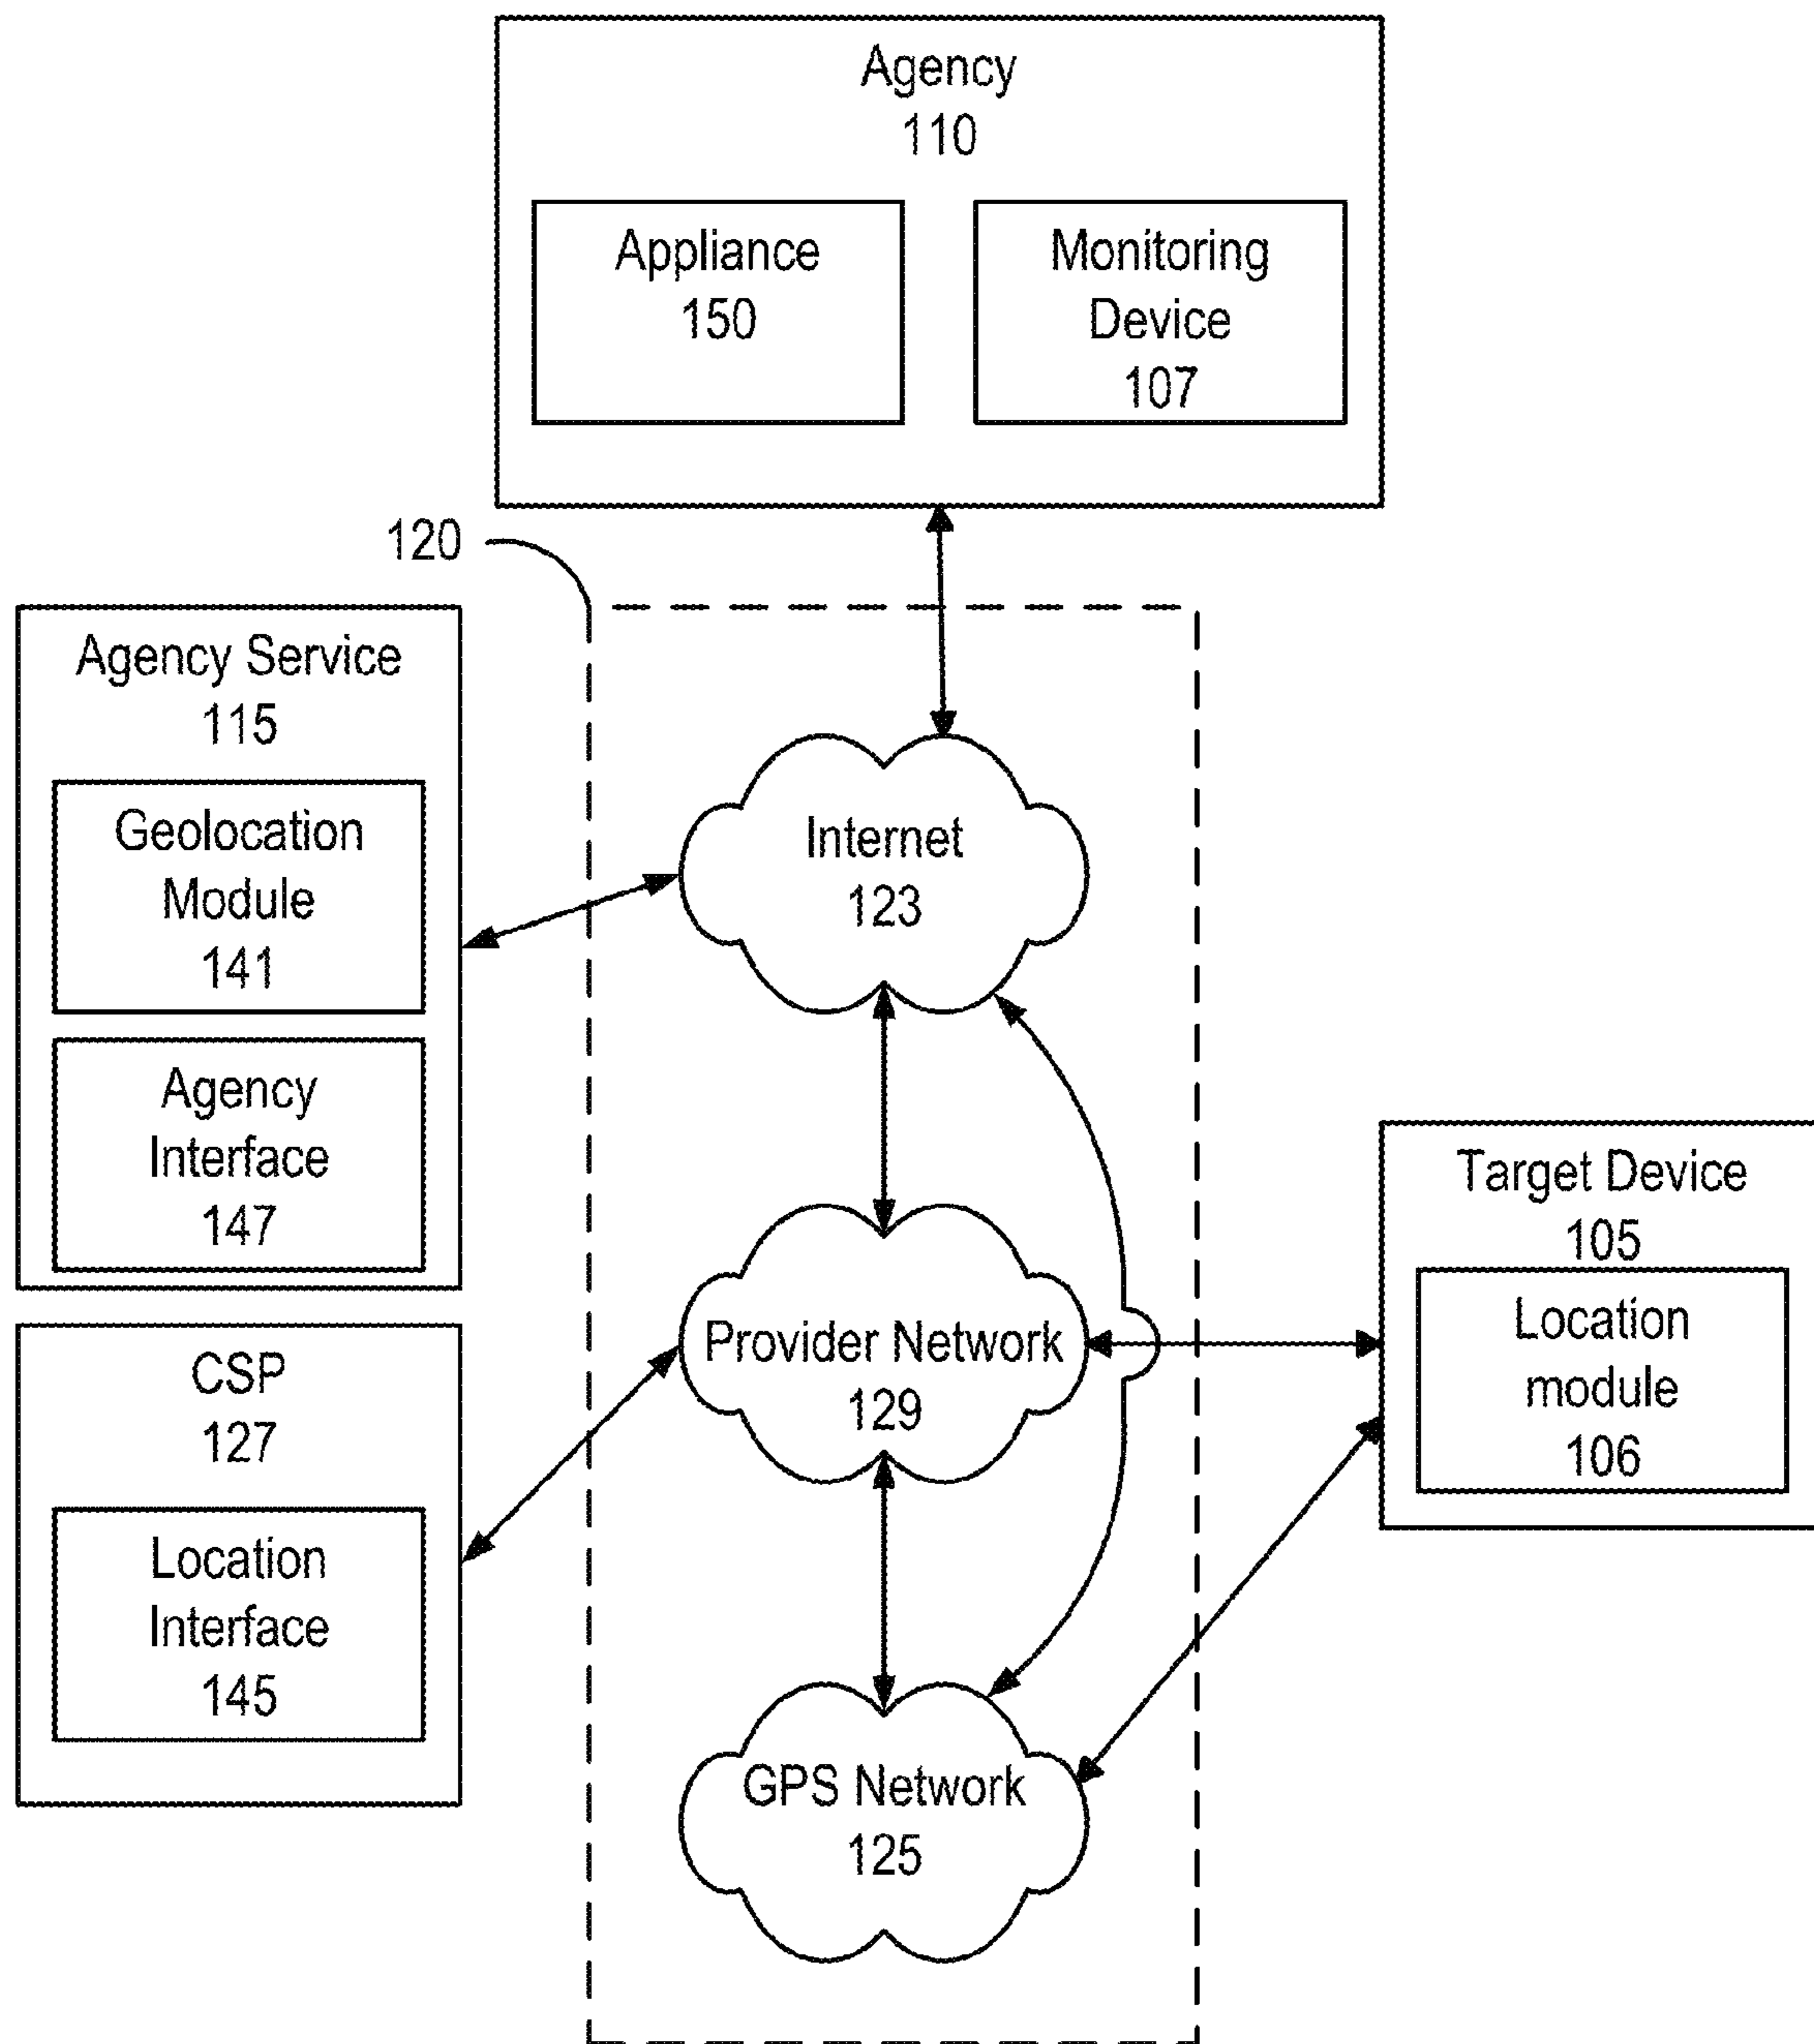 Agency
110
Appliance
150
Monitoring
Device
107
120
Agency Service
115
Geolocation
Module
141
Agency
Interface
147
Internet
123
Provider Network
129
GPS Network
125
CSP
127
Location
Interface
145
Target Device
105
Location
module
106